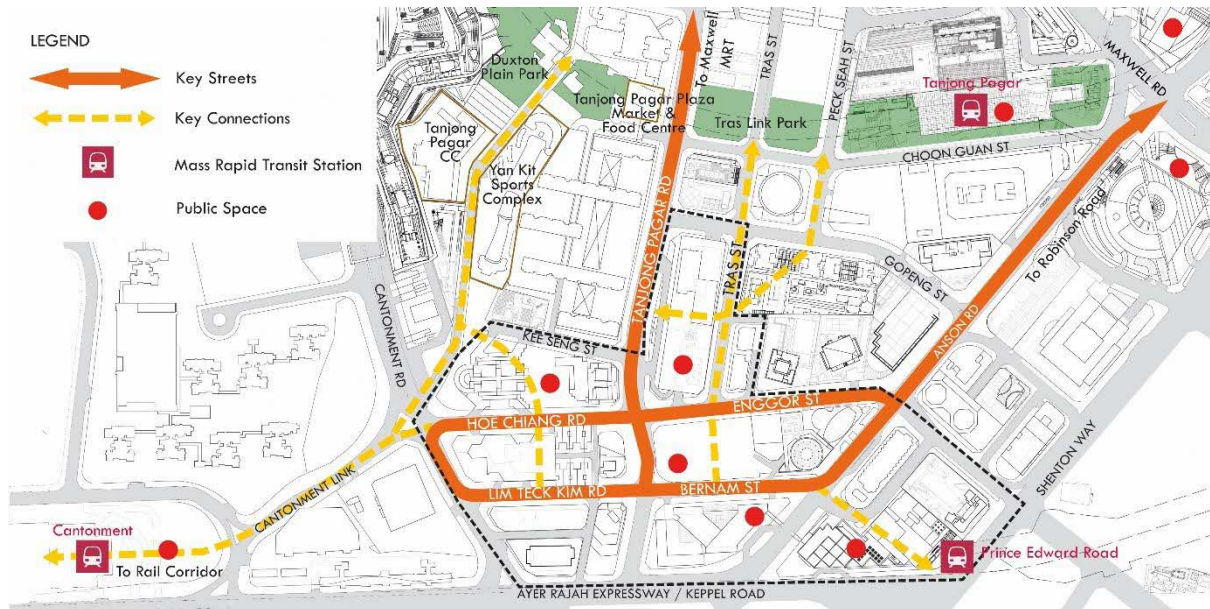 LEGEND
Key Streets
Key Connections
Mass Rapid Transit Station
Public Space
Duxton
Plain Park
Tanjong
Pagar
CC
Yan Kit
Sports
Complex
Tanjong Pagar Plaza
Market &
Food Centre
To Maxwell
MRT
TRAS ST
Tras Link Park
PECK SEAH ST
Tanjong Pagar
MAXWELL RD
CHOON GUAN ST
TANJONG PAGAR RD
TRAS ST
GOPENG ST
To Robinson Road
ANSON RD
CANTONMENT RD
KEE SENG ST
HOE CHIANG RD
ENGGOR ST
SHENTON WAY
CANTONMENT LINK
LIM TECK KIM RD
BERNAM ST
Cantonment
To Rail Corridor
Prince Edward Road
AYER RAJAH EXPRESSWAY / KEPPEL ROAD